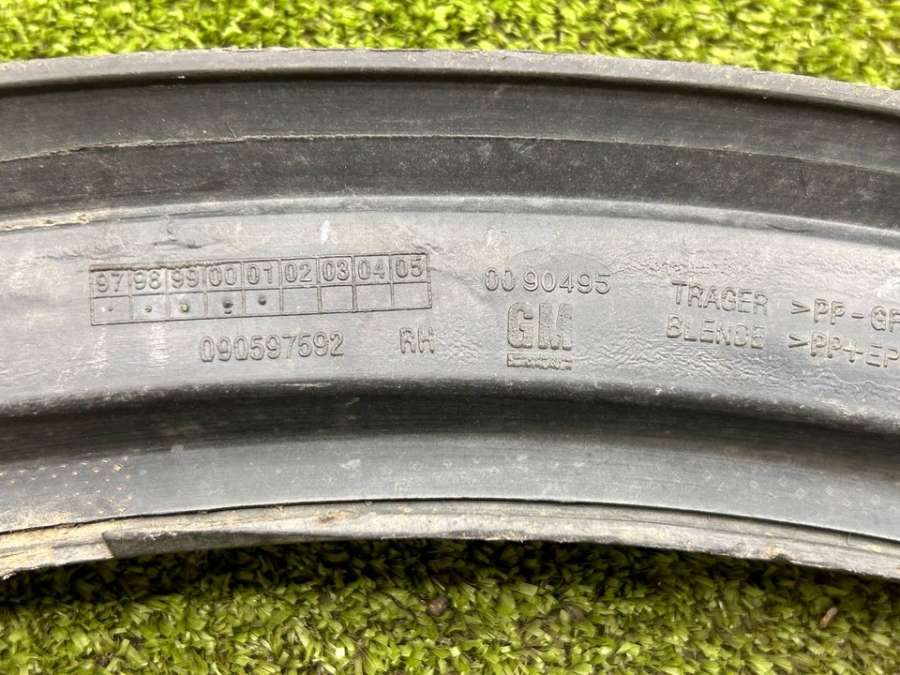 97 98 99 00 01 02 03 04 05
090597592 RH
00 90495
GM
TRAGER >PP-GF
BLENDE >PP+EP